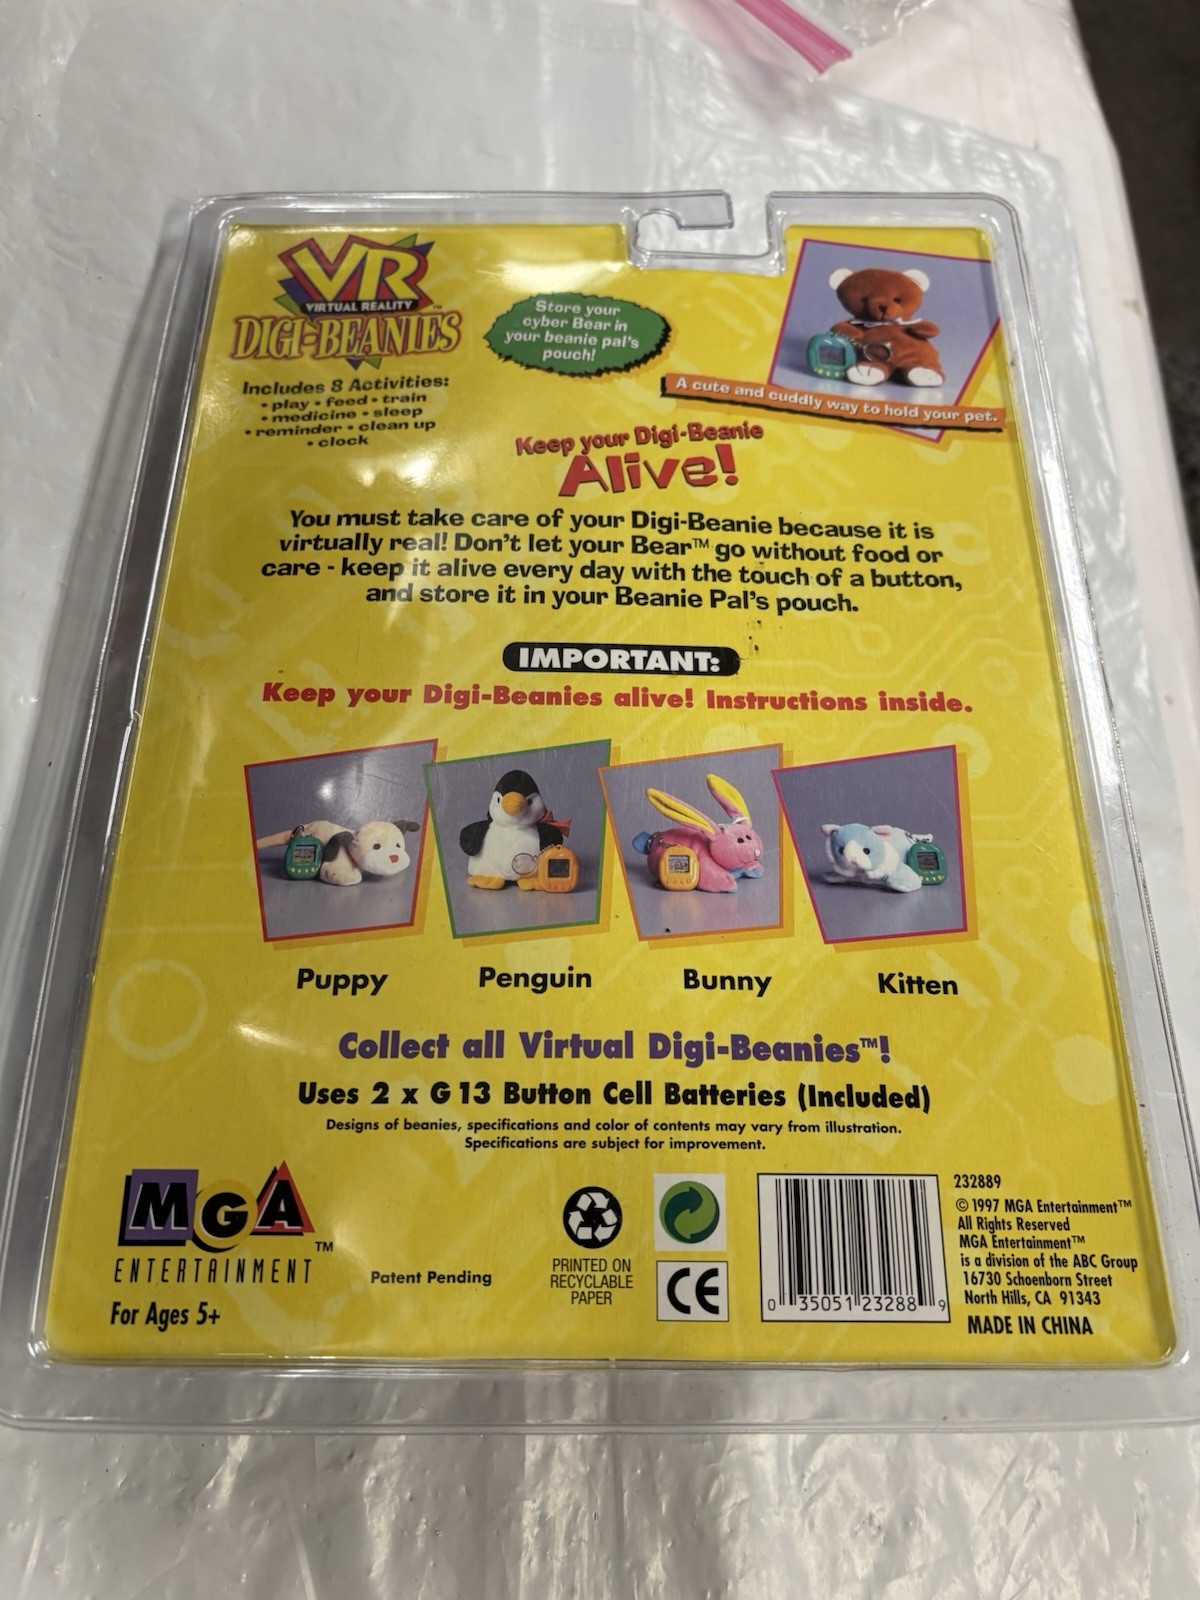 VR
VIRTUAL REALITY
DIGI-BEANIES™
Includes 8 Activities:
• play • feed • train
• medicine • sleep
• reminder • clean up
• clock
Store your
cyber Bear in
your beanie pal's
pouch!
A cute and cuddly way to hold your pet.
Keep your Digi-Beanie
Alive!
You must take care of your Digi-Beanie because it is
virtually real! Don't let your Bear™ go without food or
care - keep it alive every day with the touch of a button,
and store it in your Beanie Pal's pouch.
IMPORTANT:
Keep your Digi-Beanies alive! Instructions inside.
Puppy
Penguin
Bunny
Kitten
Collect all Virtual Digi-Beanies™!
Uses 2 x G 13 Button Cell Batteries (Included)
Designs of beanies, specifications and color of contents may vary from illustration.
Specifications are subject for improvement.
MGA™
ENTERTAINMENT
For Ages 5+
Patent Pending
PRINTED ON
RECYCLABLE
PAPER
CE
0 35051 23288 9
232889
© 1997 MGA Entertainment™
All Rights Reserved
MGA Entertainment™
is a division of the ABC Group
16730 Schoenborn Street
North Hills, CA 91343
MADE IN CHINA